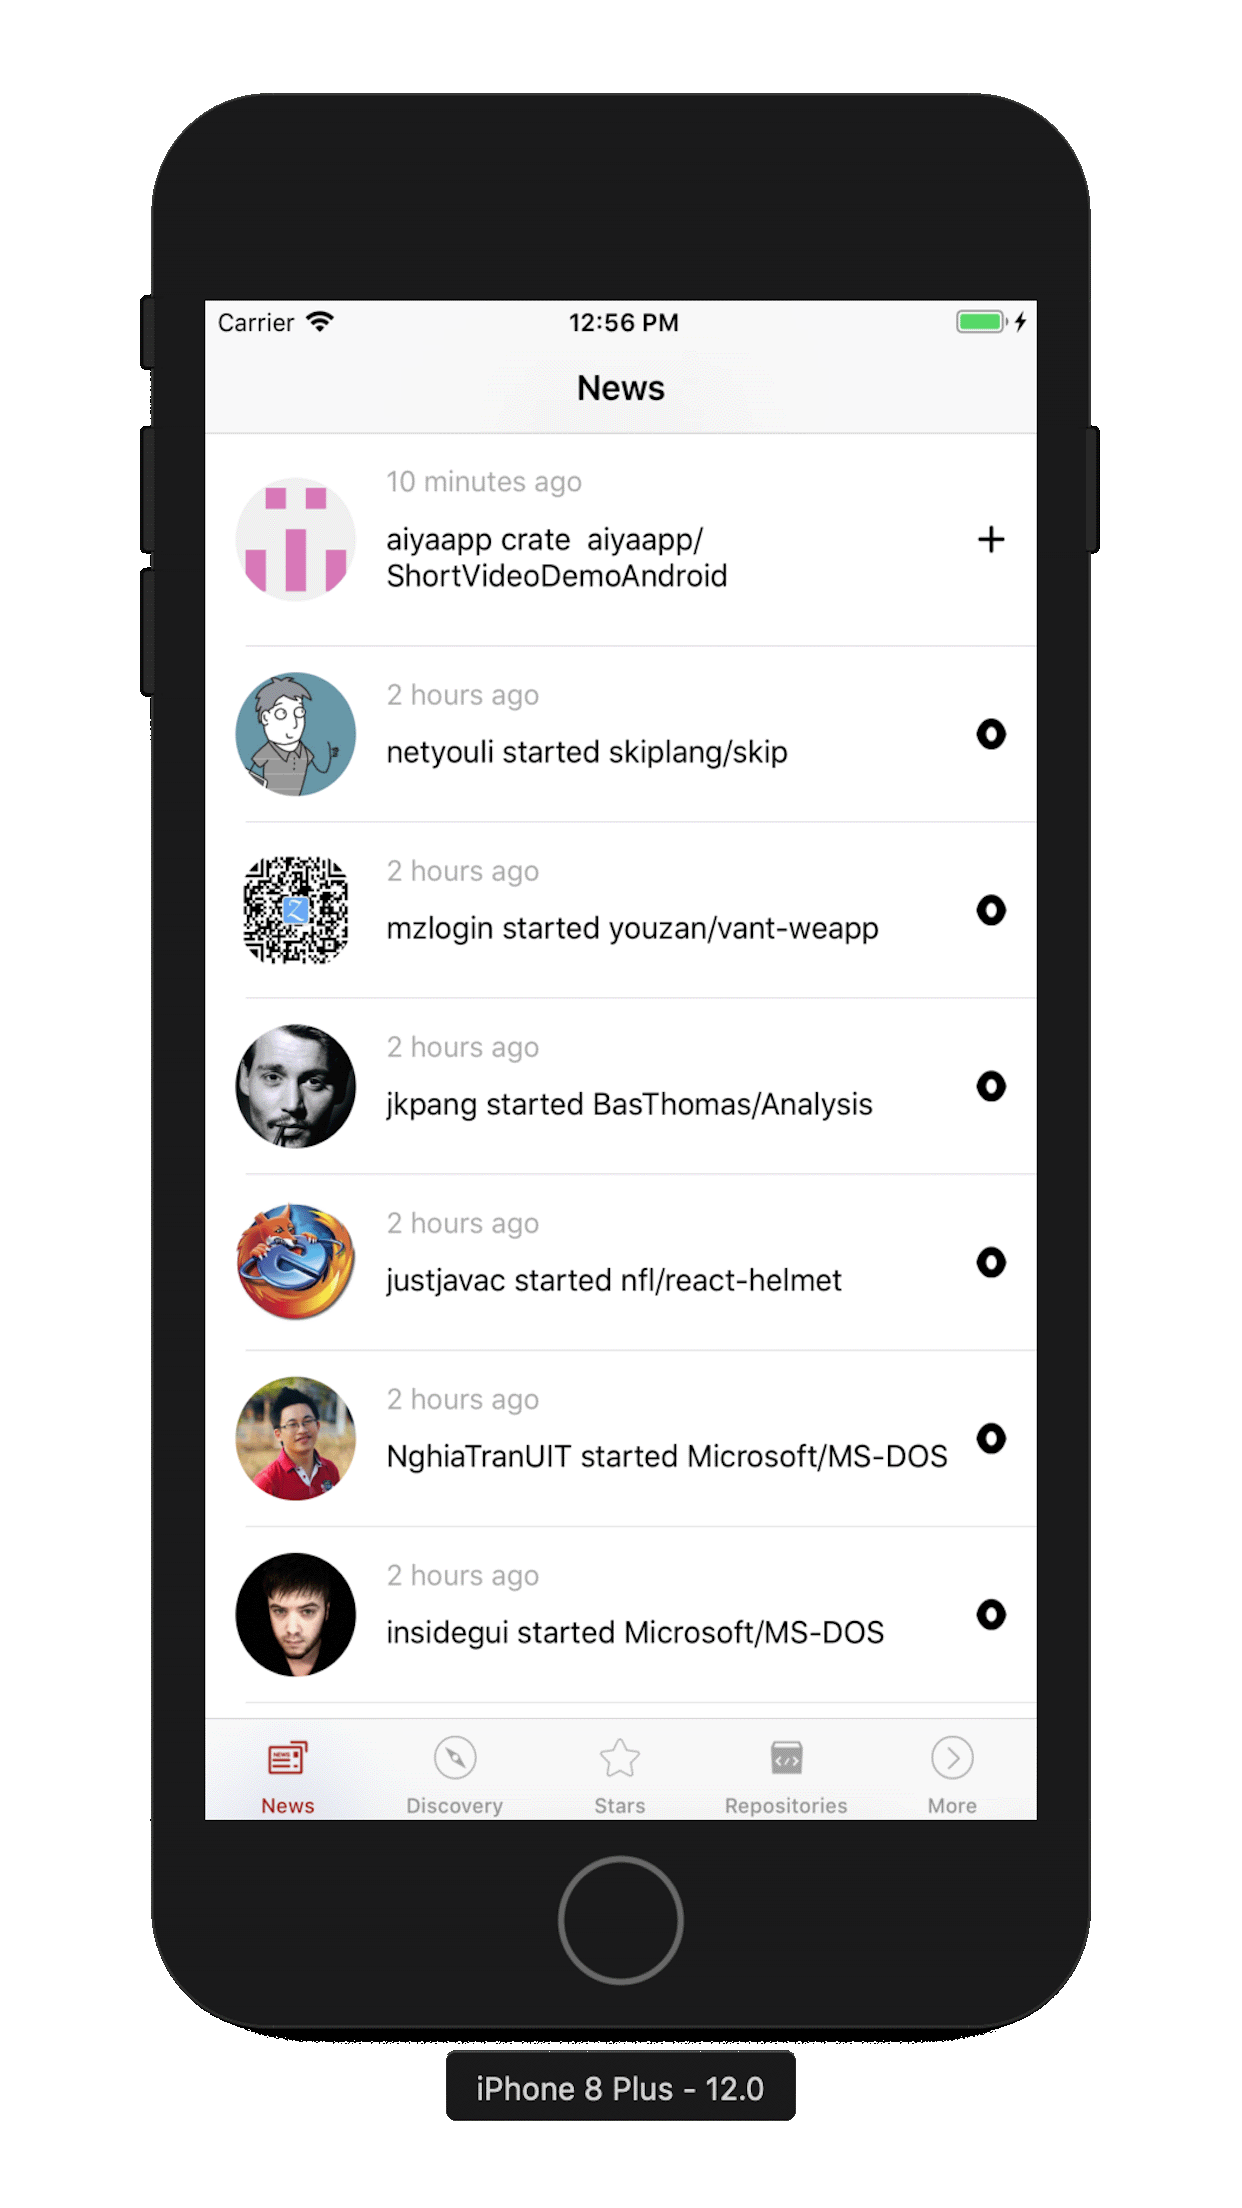 Carrier 12:56 PM
News
10 minutes ago
aiyaapp crate  aiyaapp/
ShortVideoDemoAndroid
2 hours ago
netyouli started skiplang/skip
2 hours ago
mzlogin started youzan/vant-weapp
2 hours ago
jkpang started BasThomas/Analysis
2 hours ago
justjavac started nfl/react-helmet
2 hours ago
NghiaTranUIT started Microsoft/MS-DOS
2 hours ago
insidegui started Microsoft/MS-DOS
News Discovery Stars Repositories More
iPhone 8 Plus - 12.0